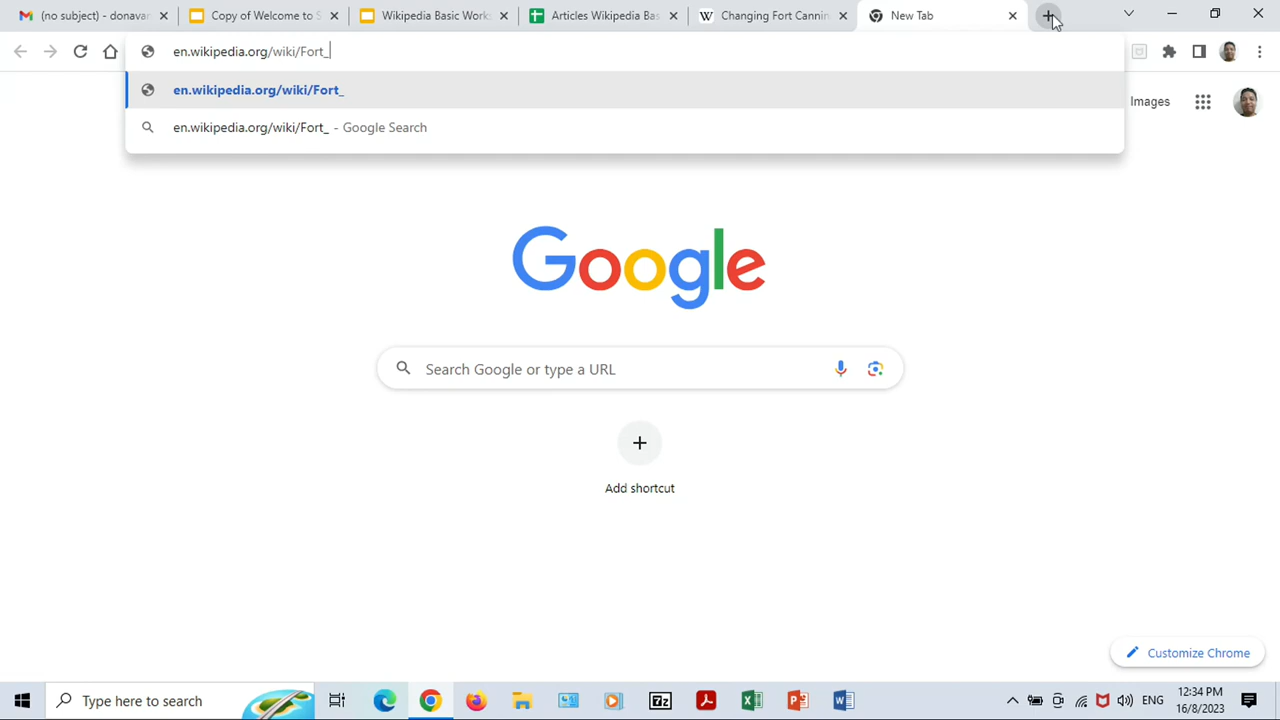 (no subject) - donavan
Copy of Welcome to S
Wikipedia Basic Works
Articles Wikipedia Bas
Changing Fort Cannin
New Tab
en.wikipedia.org/wiki/Fort_
en.wikipedia.org/wiki/Fort_
en.wikipedia.org/wiki/Fort_ - Google Search
Images
Google
Search Google or type a URL
Add shortcut
Customize Chrome
Type here to search
ENG
12:34 PM
16/8/2023